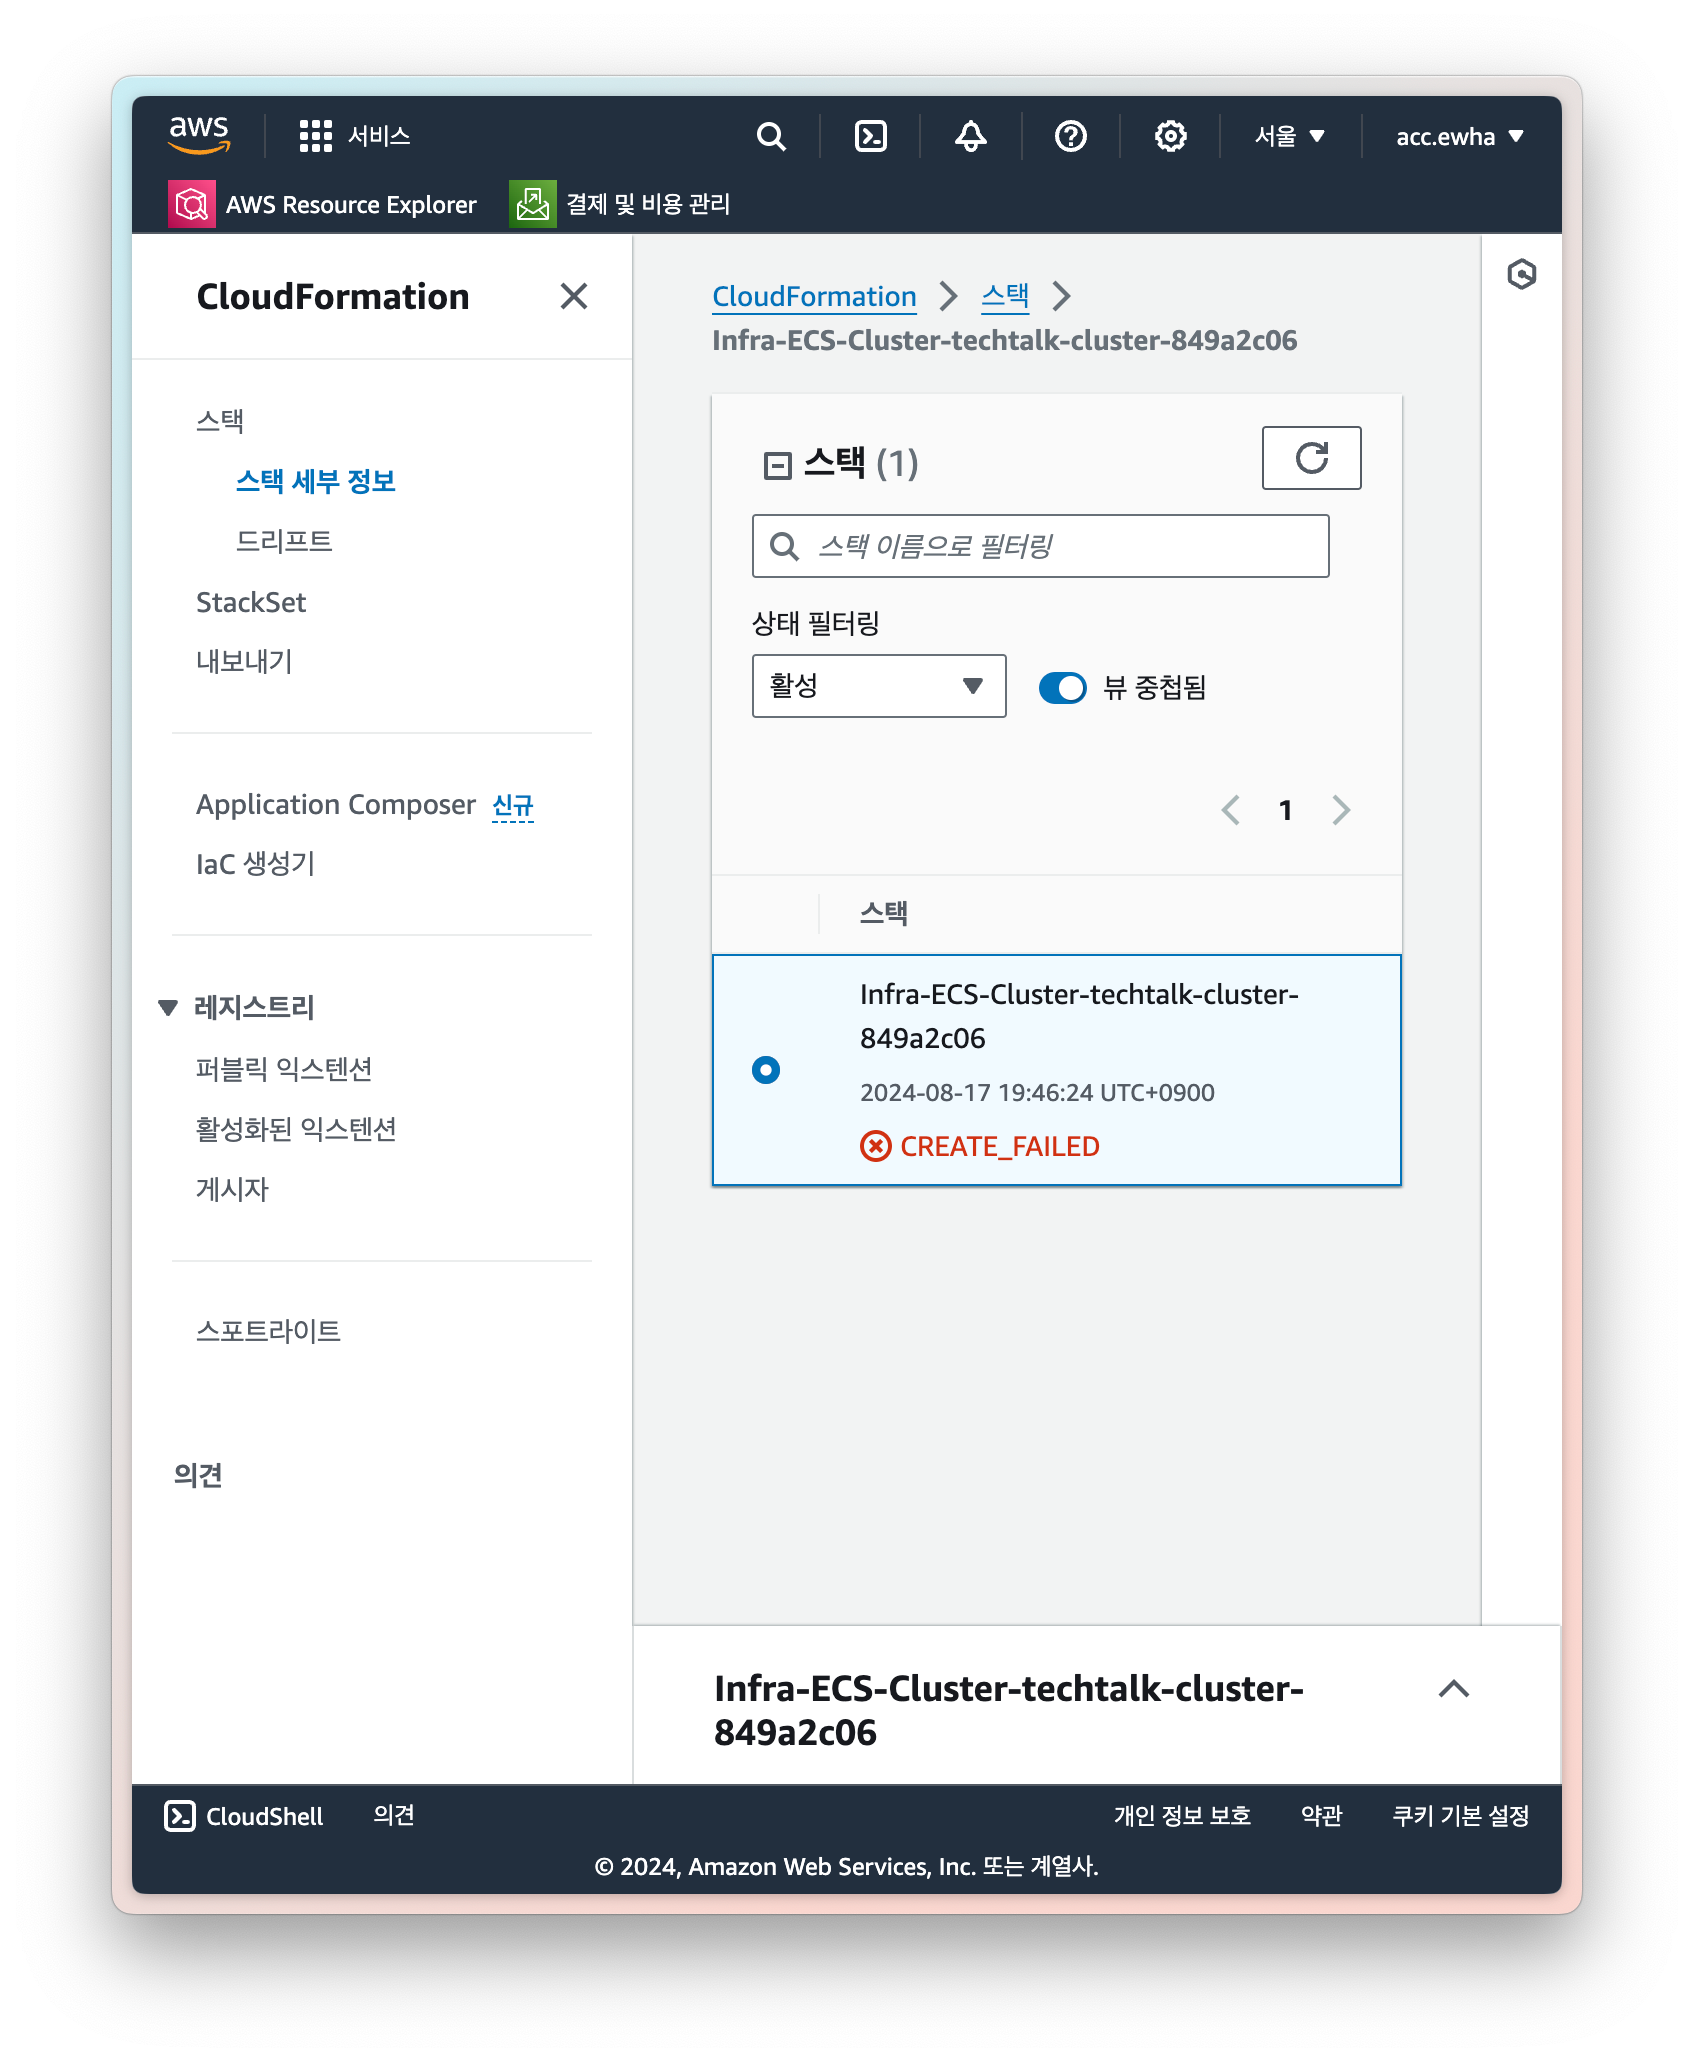 aws
서비스
서울
acc.ewha
AWS Resource Explorer
결제 및 비용 관리
CloudFormation
스택
스택 세부 정보
드리프트
StackSet
내보내기
Application Composer 신규
IaC 생성기
레지스트리
퍼블릭 익스텐션
활성화된 익스텐션
게시자
스포트라이트
의견
CloudFormation
스택
Infra-ECS-Cluster-techtalk-cluster-849a2c06
스택 (1)
스택 이름으로 필터링
상태 필터링
활성
뷰 중첩됨
1
스택
Infra-ECS-Cluster-techtalk-cluster-
849a2c06
2024-08-17 19:46:24 UTC+0900
CREATE_FAILED
Infra-ECS-Cluster-techtalk-cluster-
849a2c06
CloudShell
의견
개인 정보 보호
약관
쿠키 기본 설정
© 2024, Amazon Web Services, Inc. 또는 계열사.